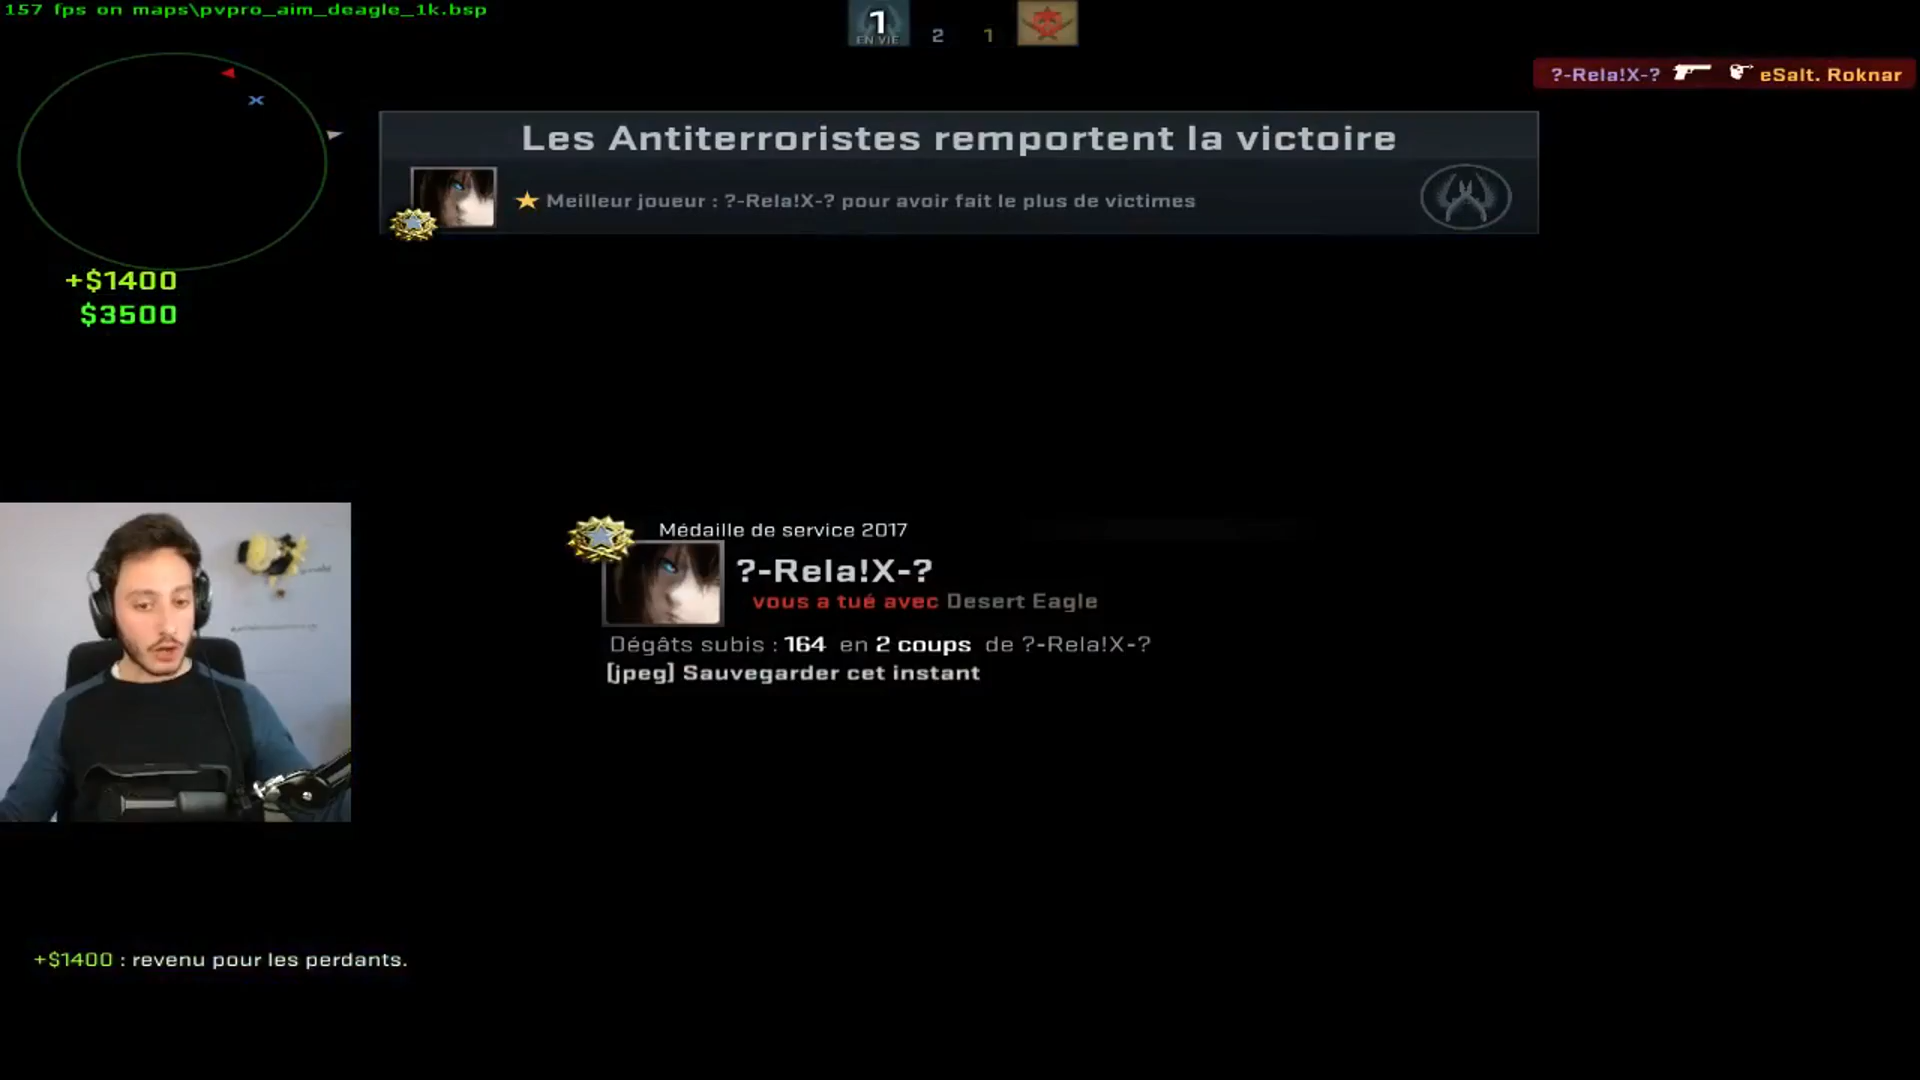 157 fps on maps\pvpro_aim_deagle_1k.bsp
1
EN VIE
2 1
?-Rela!X-? eSalt. Roknar
Les Antiterroristes remportent la victoire
Meilleur joueur : ?-Rela!X-? pour avoir fait le plus de victimes
+$1400
$3500
Médaille de service 2017
?-Rela!X-?
vous a tué avec Desert Eagle
Dégâts subis : 164 en 2 coups de ?-Rela!X-?
[jpeg] Sauvegarder cet instant
+$1400 : revenu pour les perdants.